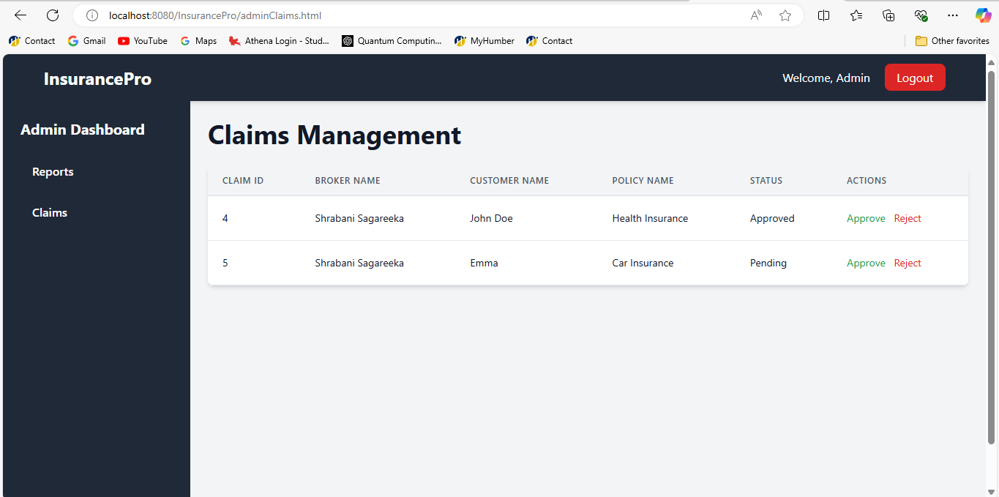 localhost:8080/InsurancePro/adminClaims.html
Contact Gmail YouTube Maps Athena Login - Stud... Quantum Computin... MyHumber Contact Other favorites
InsurancePro Welcome, Admin Logout
Admin Dashboard
Reports
Claims
Claims Management
CLAIM ID BROKER NAME CUSTOMER NAME POLICY NAME STATUS ACTIONS
4 Shrabani Sagareeka John Doe Health Insurance Approved Approve Reject
5 Shrabani Sagareeka Emma Car Insurance Pending Approve Reject